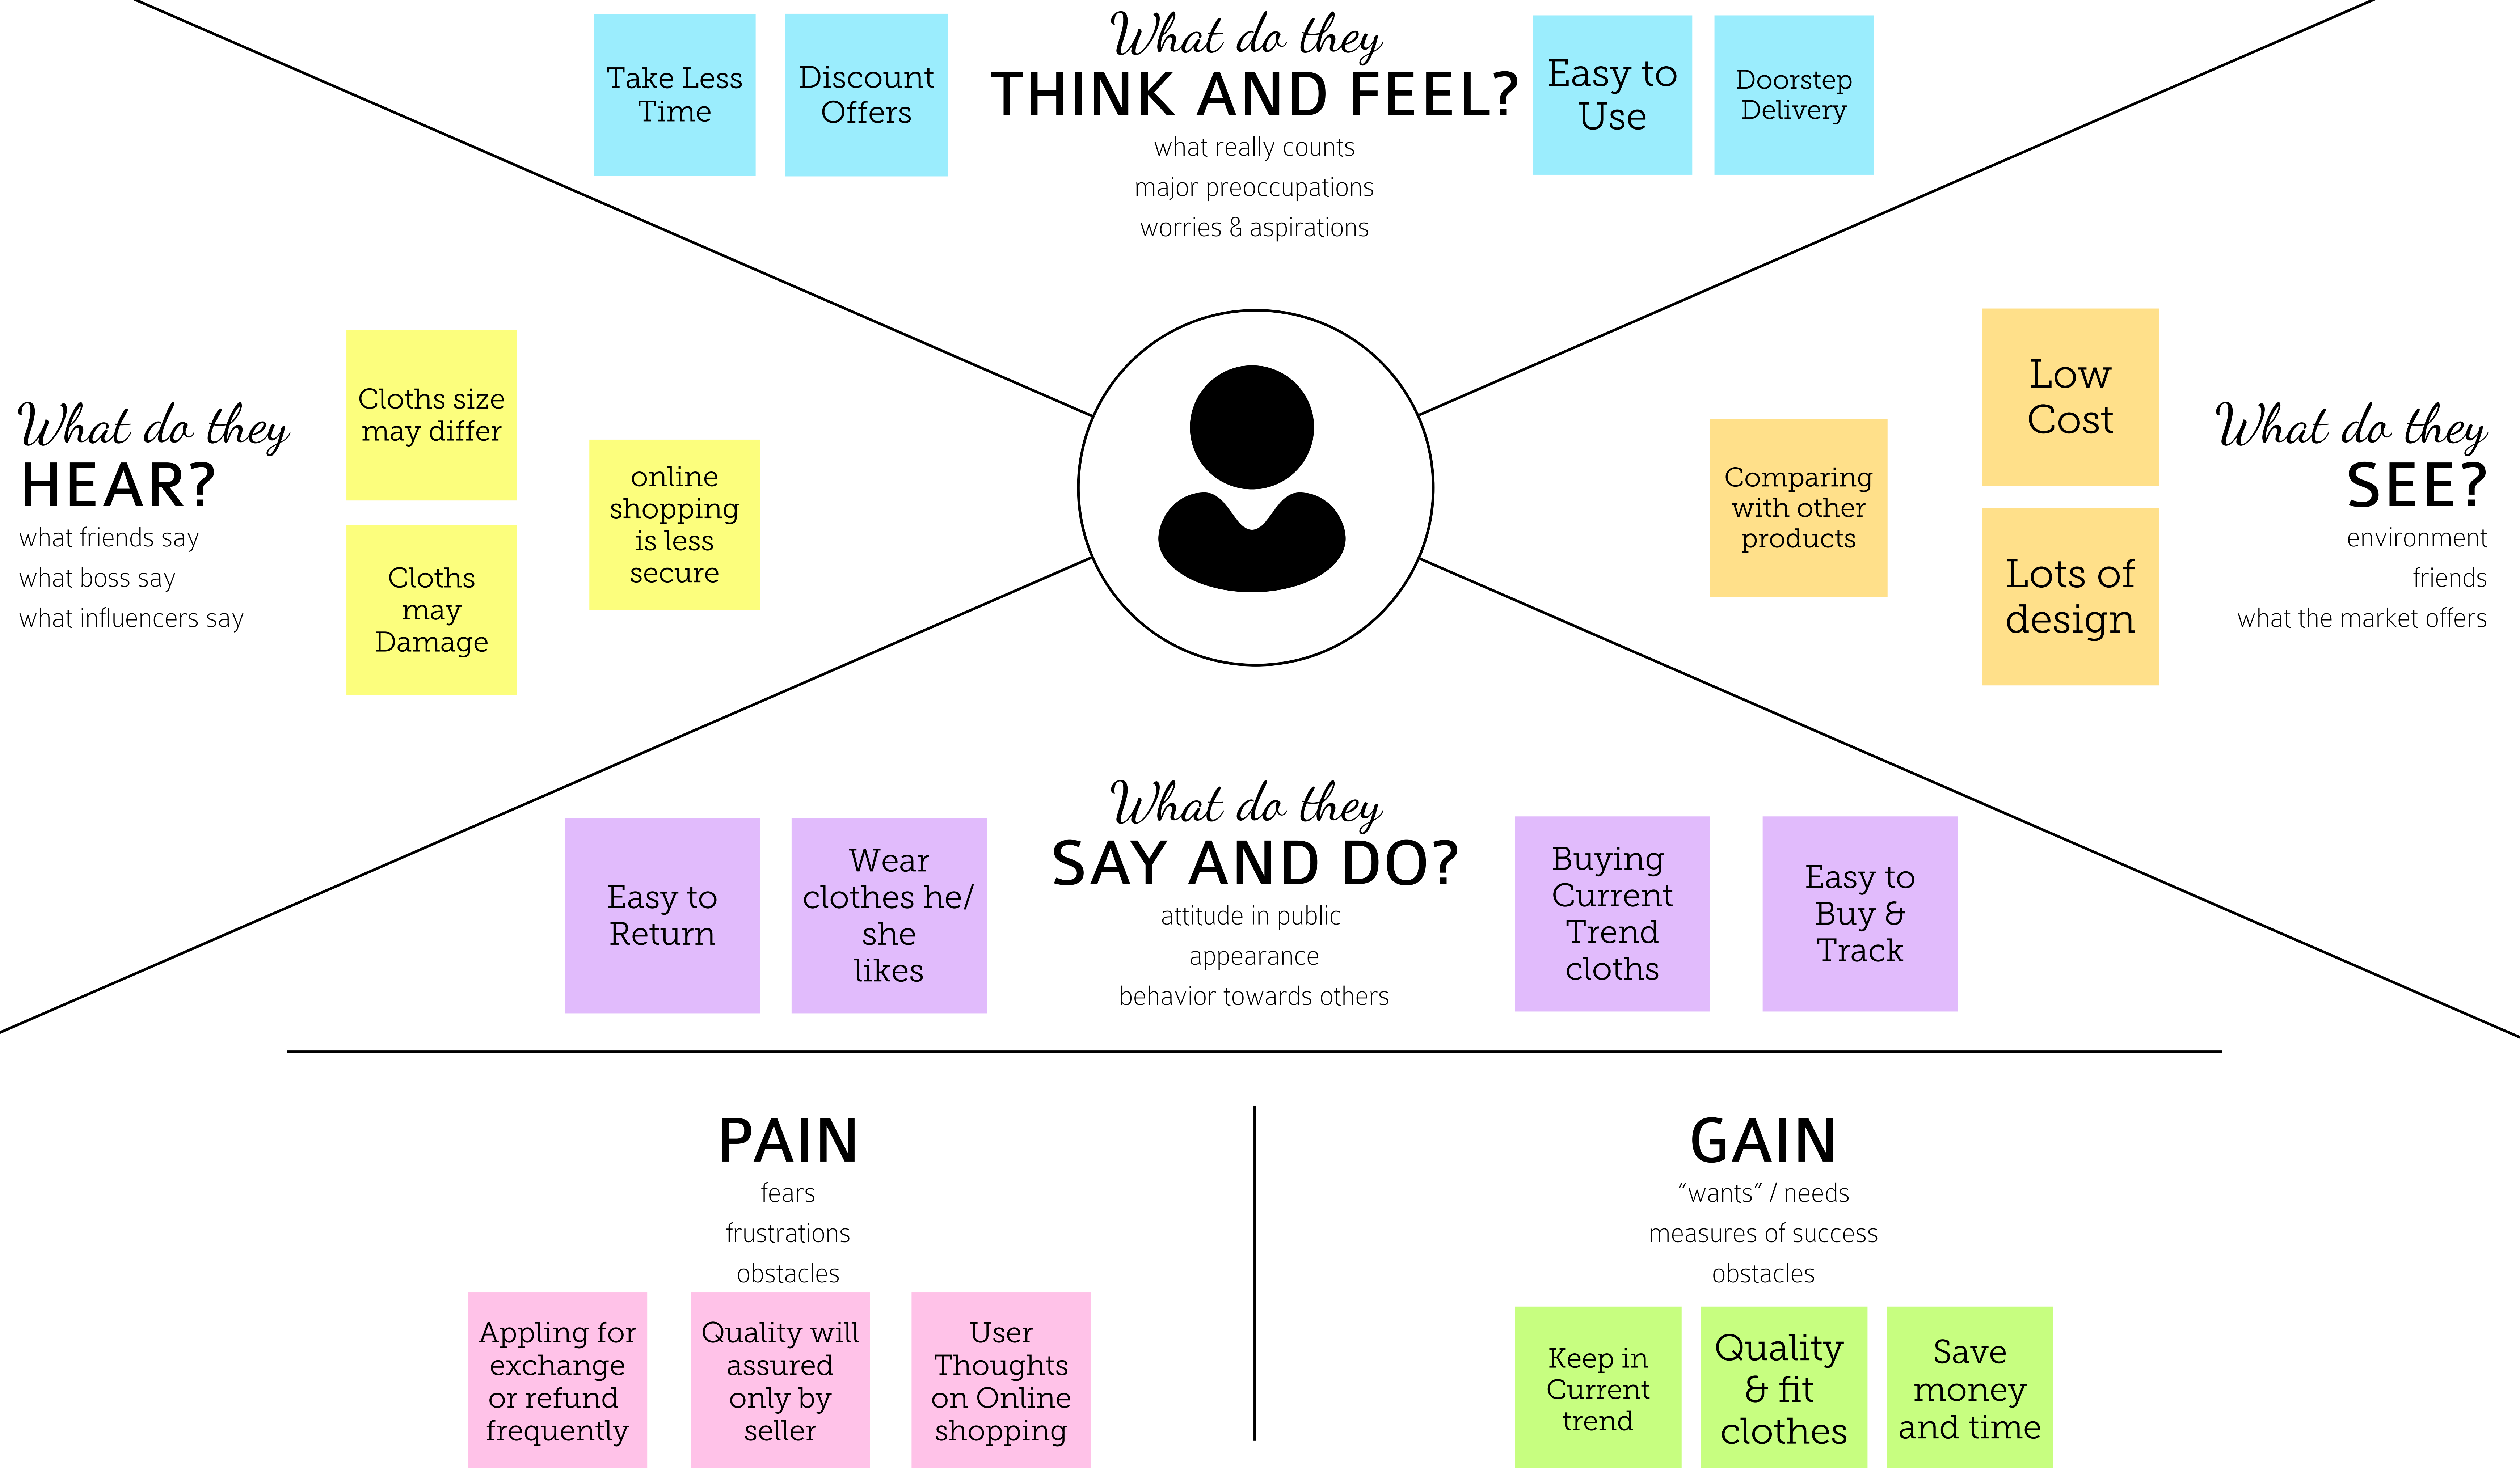 Take Less
Time
Discount
Offers
What do they
THINK AND FEEL?
what really counts
major preoccupations
worries & aspirations
Easy to
Use
Doorstep
Delivery
What do they
HEAR?
what friends say
what boss say
what influencers say
Cloths size
may differ
Cloths
may
Damage
online
shopping
is less
secure
Comparing
with other
products
Low
Cost
Lots of
design
What do they
SEE?
environment
friends
what the market offers
Easy to
Return
Wear
clothes he/
she
likes
What do they
SAY AND DO?
attitude in public
appearance
behavior towards others
Buying
Current
Trend
cloths
Easy to
Buy &
Track
PAIN
fears
frustrations
obstacles
Appling for
exchange
or refund
frequently
Quality will
assured
only by
seller
User
Thoughts
on Online
shopping
GAIN
“wants” / needs
measures of success
obstacles
Keep in
Current
trend
Quality
& fit
clothes
Save
money
and time